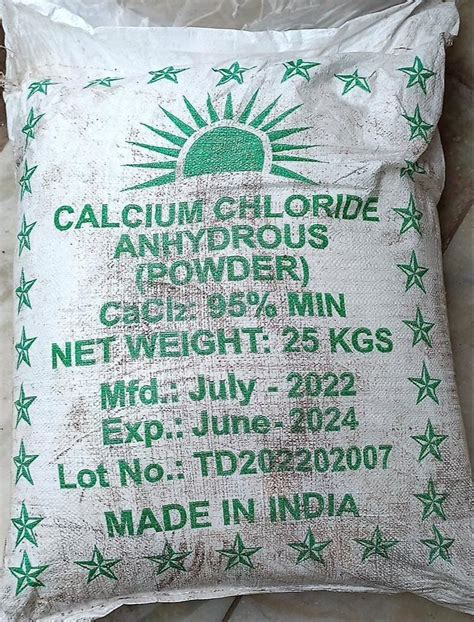 CALCIUM CHLORIDE
ANHYDROUS
(POWDER)
CaCl2: 95% MIN
NET WEIGHT: 25 KGS
Mfd.: July - 2022
Exp.: June - 2024
Lot No.: TD202202007
MADE IN INDIA